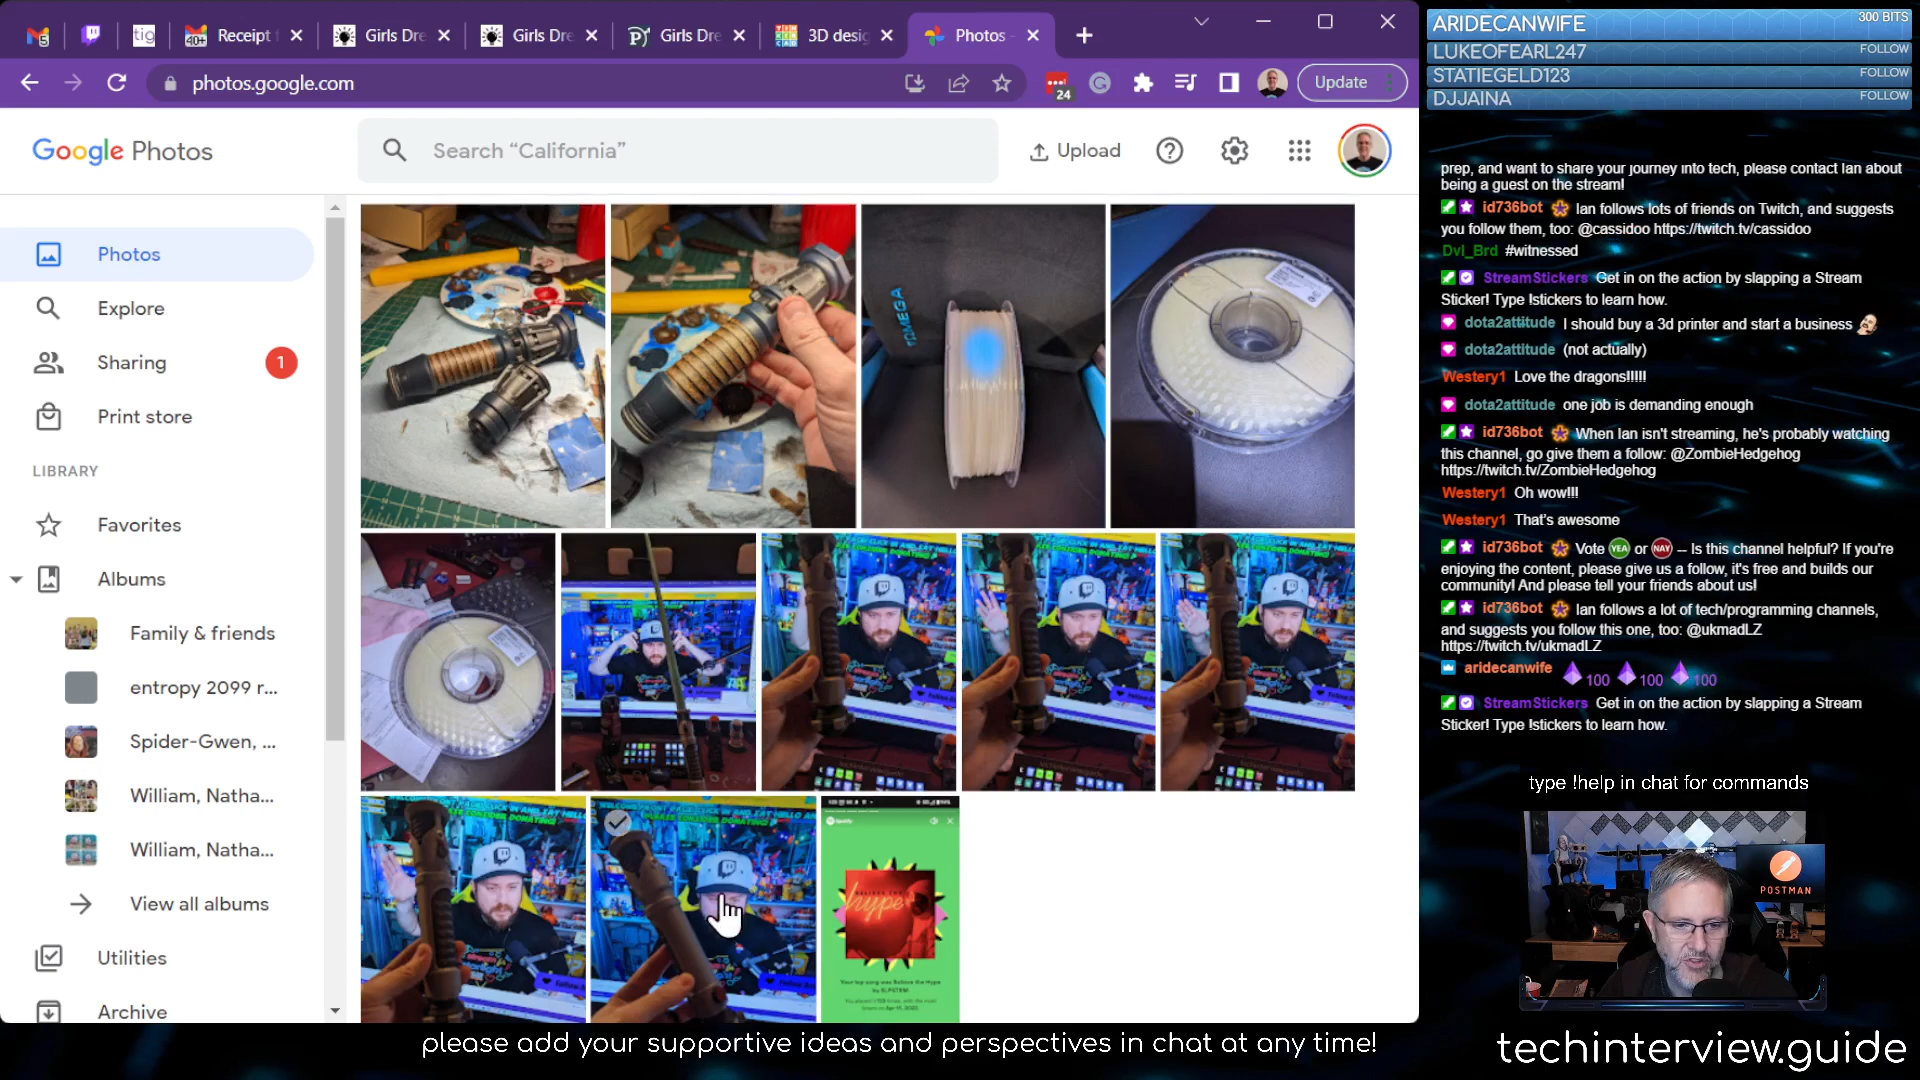 Receipt
Girls Dre
Girls Dre
Girls Dre
3D desig
Photos -
photos.google.com
24
Update
Google Photos
Search “California”
Upload
Photos
Explore
Sharing
1
Print store
LIBRARY
Favorites
Albums
Family & friends
entropy 2099 r...
Spider-Gwen, ...
William, Natha...
William, Natha...
View all albums
Utilities
Archive
hype
ARIDECANWIFE 300 BITS
LUKEOFEARL247 FOLLOW
STATIEGELD123 FOLLOW
DJJAINA FOLLOW
prep, and want to share your journey into tech, please contact Ian about
being a guest on the stream!
id736bot Ian follows lots of friends on Twitch, and suggests
you follow them, too: @cassidoo https://twitch.tv/cassidoo
Dvl_Brd #witnessed
StreamStickers Get in on the action by slapping a Stream
Sticker! Type !stickers to learn how.
dota2attitude I should buy a 3d printer and start a business
dota2attitude (not actually)
Westery1 Love the dragons!!!!!
dota2attitude one job is demanding enough
id736bot When Ian isn't streaming, he's probably watching
this channel, go give them a follow: @ZombieHedgehog
https://twitch.tv/ZombieHedgehog
Westery1 Oh wow!!!
Westery1 That's awesome
id736bot Vote YEA or NAY -- Is this channel helpful? If you're
enjoying the content, please give us a follow, it's free and builds our
community! And please tell your friends about us!
id736bot Ian follows a lot of tech/programming channels,
and suggests you follow this one, too: @ukmadLZ
https://twitch.tv/ukmadLZ
aridecanwife 100 100 100
StreamStickers Get in on the action by slapping a Stream
Sticker! Type !stickers to learn how.
type !help in chat for commands
POSTMAN
please add your supportive ideas and perspectives in chat at any time!
techinterview.guide